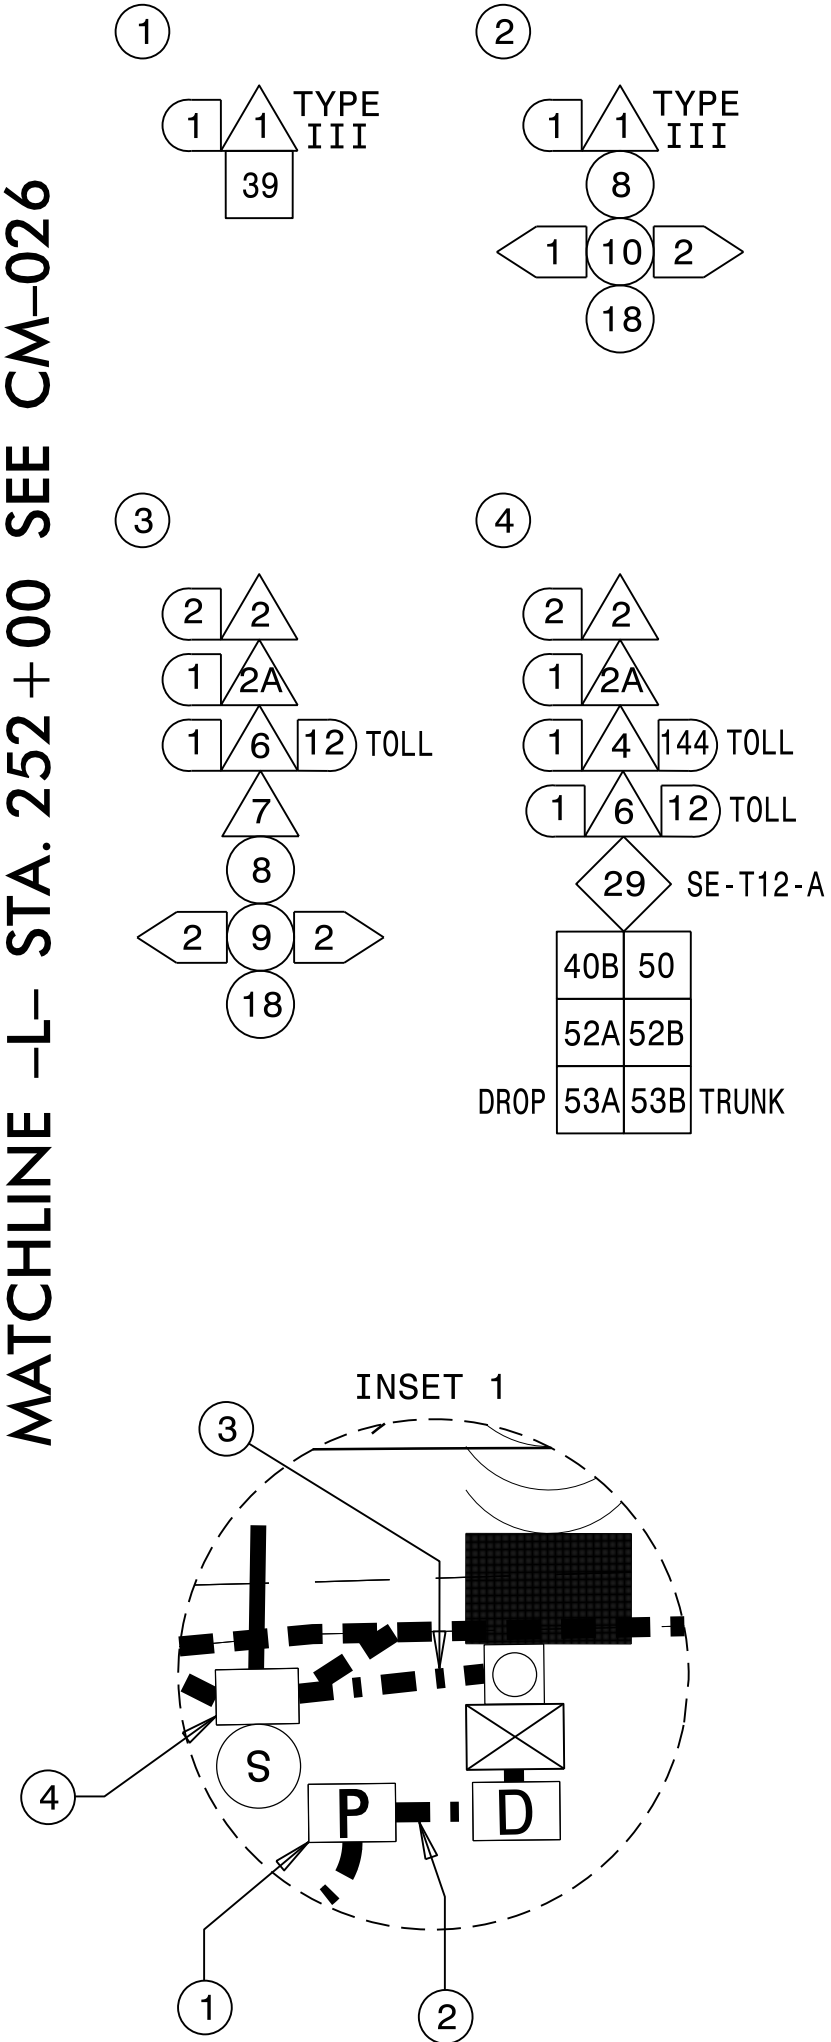 MATCHLINE –L– STA. 252+00 SEE CM–026
1
1 1 TYPE III
39
2
1 1 TYPE III
8
1 10 2
18
3
2 2
1 2A
1 6 12 TOLL
7
8
2 9 2
18
4
2 2
1 2A
1 4 144 TOLL
1 6 12 TOLL
29 SE-T12-A
40B 50
52A 52B
DROP 53A 53B TRUNK
INSET 1
3
S
4
P D
1
2